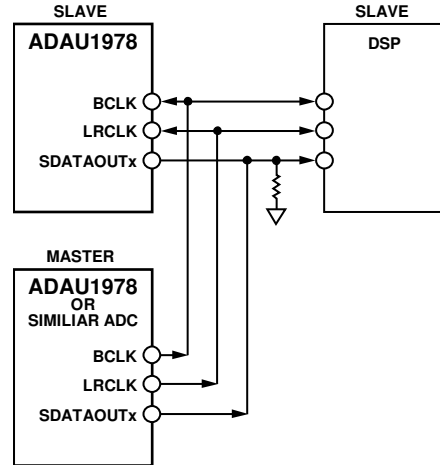 SLAVE
ADAU1978
BCLK
LRCLK
SDATAOUTx
SLAVE
DSP
MASTER
ADAU1978
OR
SIMILIAR ADC
BCLK
LRCLK
SDATAOUTx